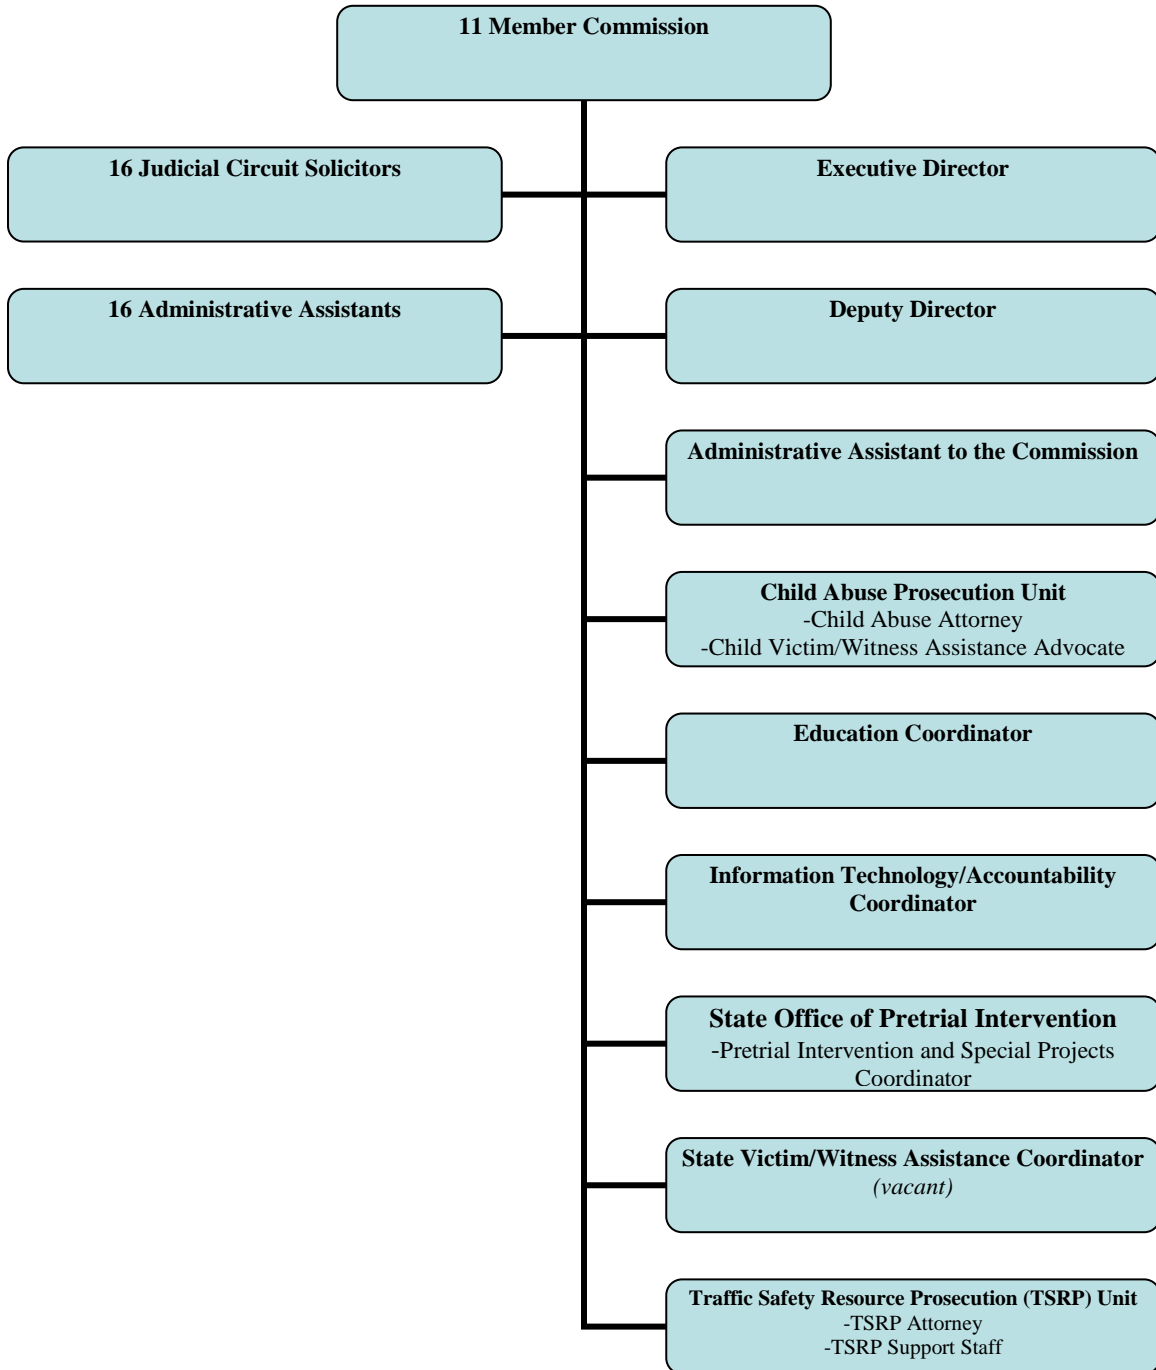 11 Member Commission
16 Judicial Circuit Solicitors
Executive Director
16 Administrative Assistants
Deputy Director
Administrative Assistant to the Commission
Child Abuse Prosecution Unit
-Child Abuse Attorney
-Child Victim/Witness Assistance Advocate
Education Coordinator
Information Technology/Accountability
Coordinator
State Office of Pretrial Intervention
-Pretrial Intervention and Special Projects
Coordinator
State Victim/Witness Assistance Coordinator
(vacant)
Traffic Safety Resource Prosecution (TSRP) Unit
-TSRP Attorney
-TSRP Support Staff